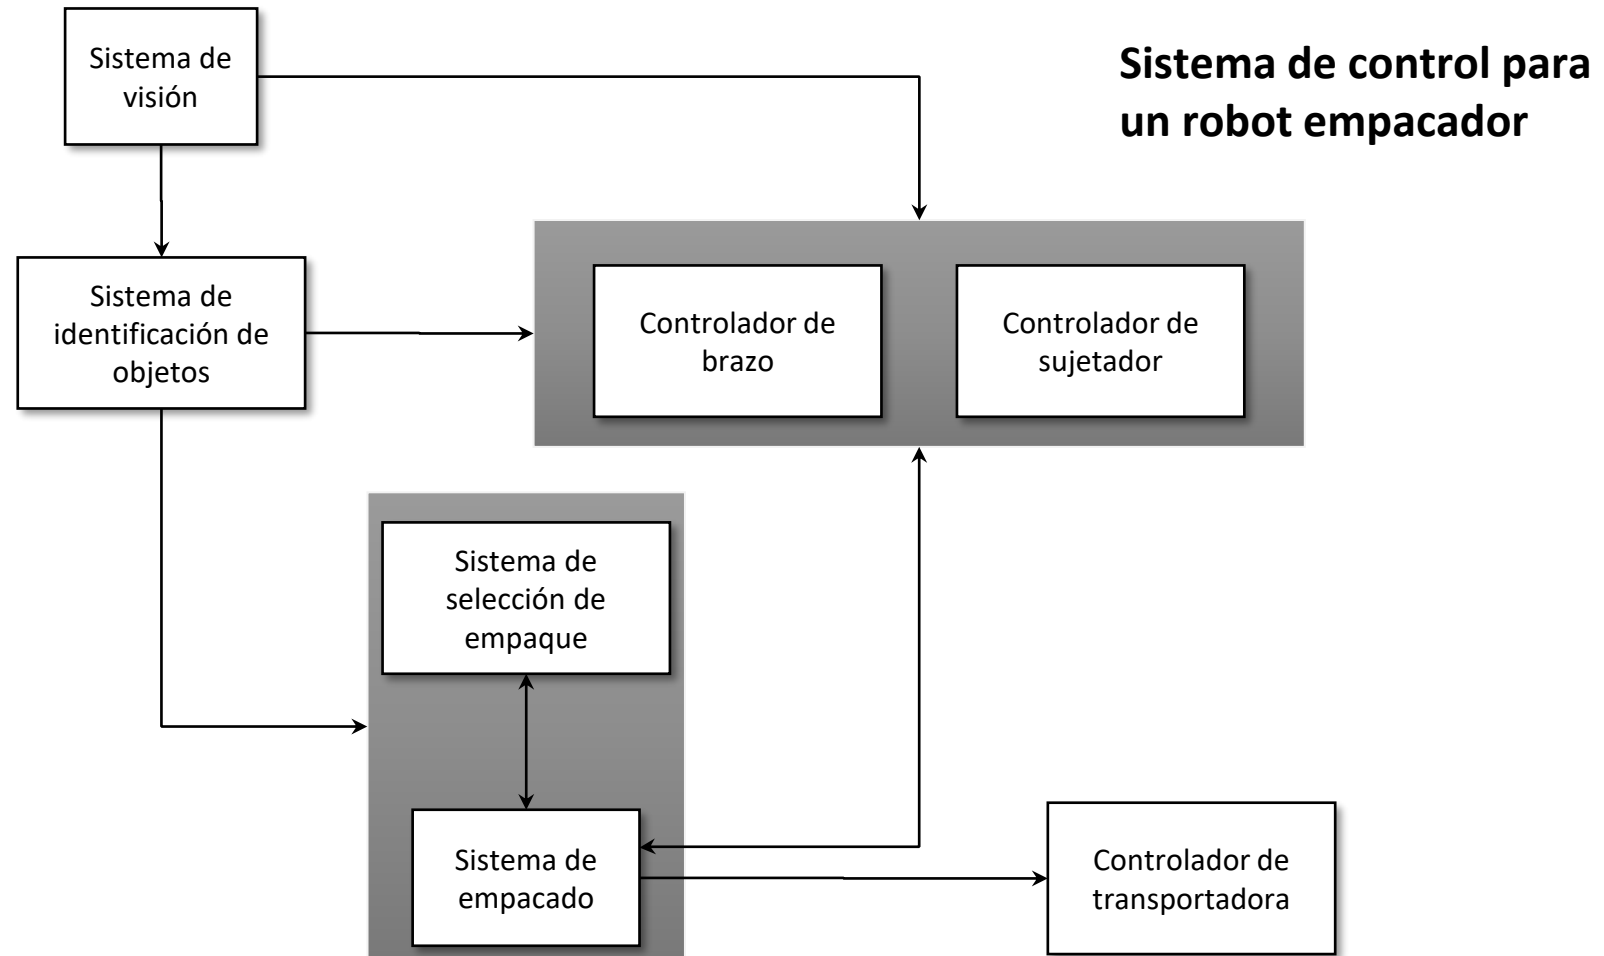 Sistema de control para
un robot empacador
Sistema de
visión
Sistema de
identificación de
objetos
Controlador de
brazo
Controlador de
sujetador
Sistema de
selección de
empaque
Sistema de
empacado
Controlador de
transportadora